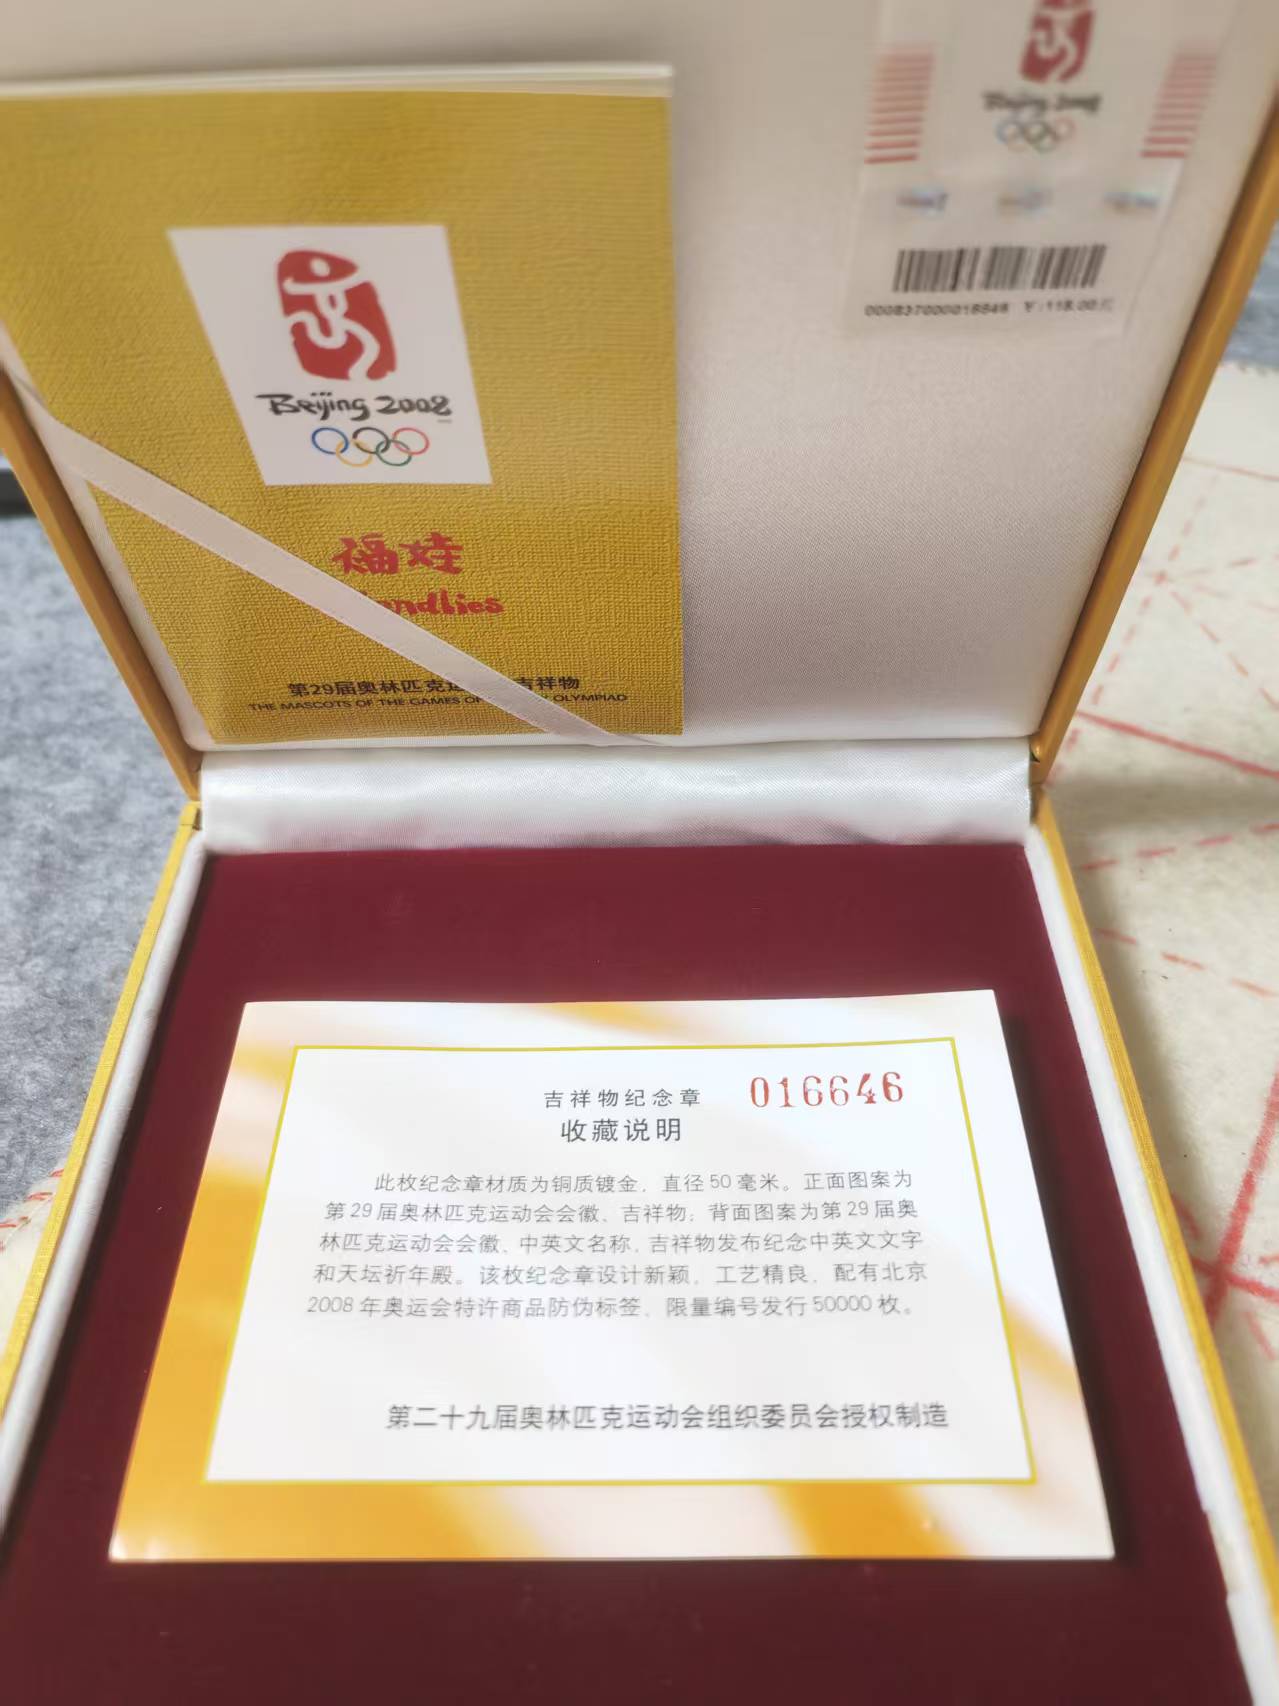 Beijing 2008
Beijing 2008
福娃
第29届奥林匹克运 吉祥物
THE MASCOTS OF THE GAMES OF OLYMPIAD
¥:118.00元
吉祥物纪念章
016646
收藏说明
此枚纪念章材质为铜质镀金，直径50毫米。正面图案为
第29届奥林匹克运动会会徽、吉祥物；背面图案为第29届奥
林匹克运动会会徽、中英文名称，吉祥物发布纪念中英文文字
和天坛祈年殿。该枚纪念章设计新颖，工艺精良，配有北京
2008年奥运会特许商品防伪标签、限量编号发行50000枚。
第二十九届奥林匹克运动会组织委员会授权制造